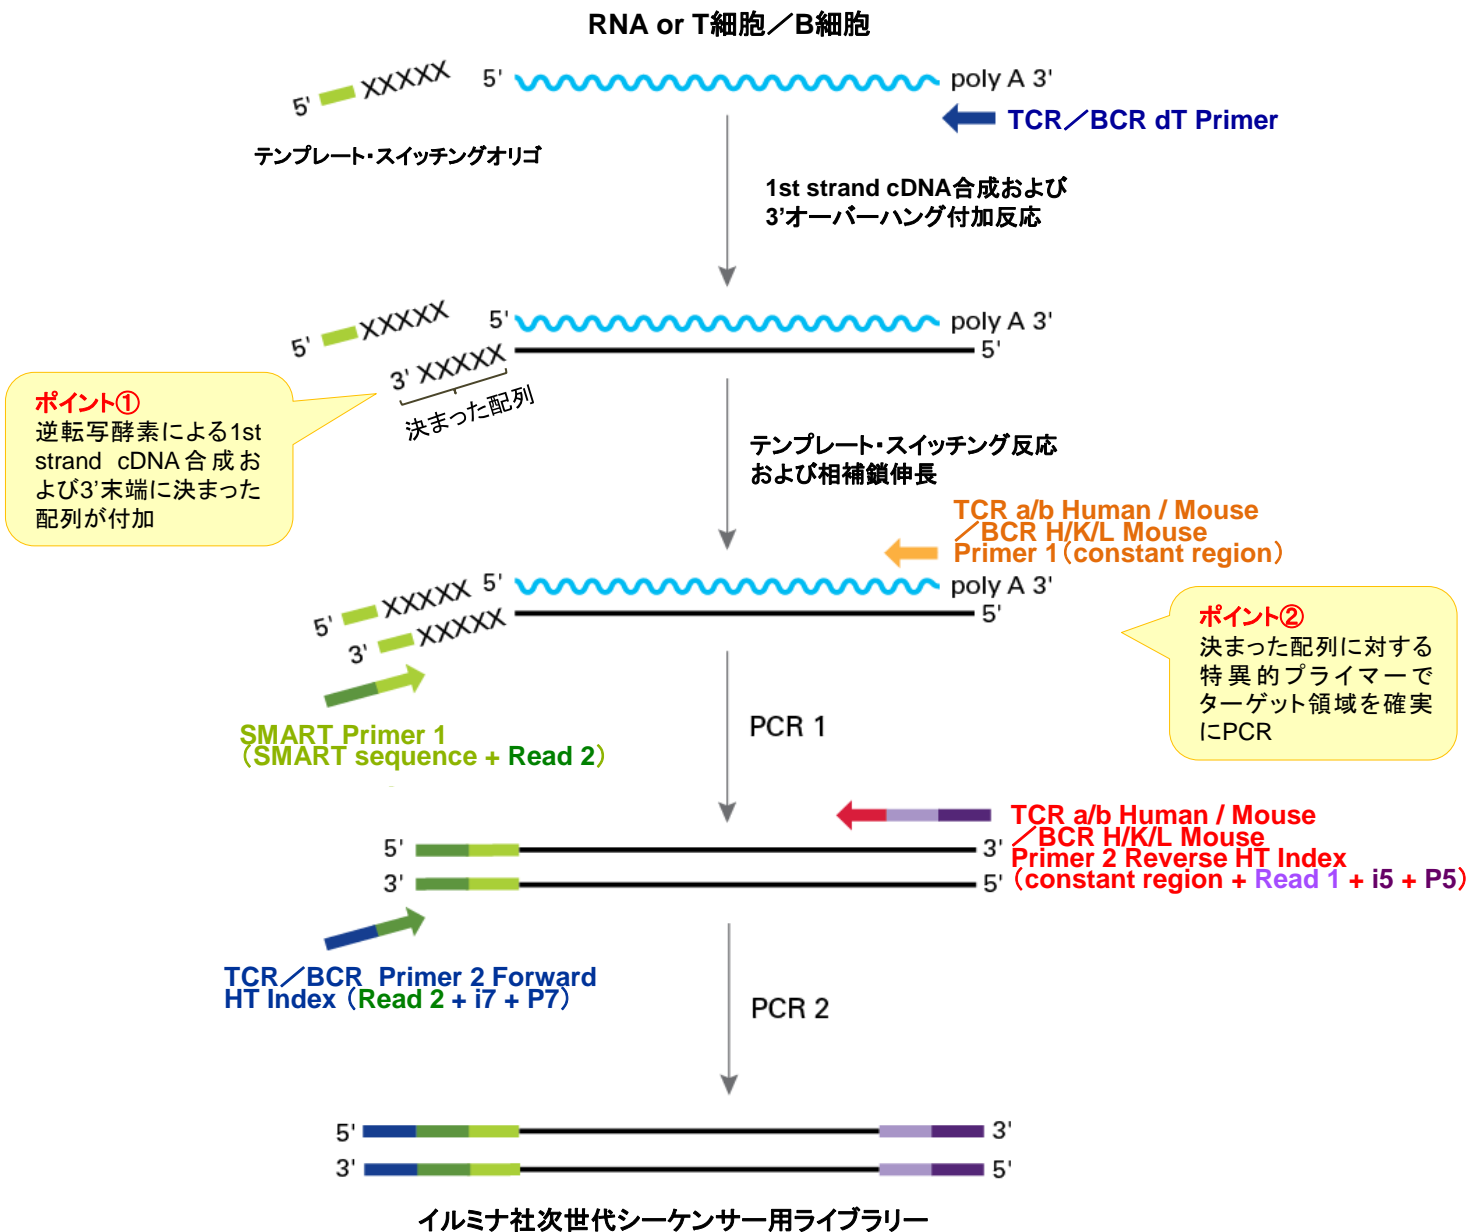 RNA or T細胞／B細胞
5' XXXXX 5' poly A 3'
TCR／BCR dT Primer
テンプレート・スイッチングオリゴ
1st strand cDNA合成および
3'オーバーハング付加反応
5' XXXXX 5' poly A 3'
3' XXXXX 5'
決まった配列
ポイント①
逆転写酵素による1st
strand cDNA合成お
よび3'末端に決まった
配列が付加
テンプレート・スイッチング反応
および相補鎖伸長
TCR a/b Human / Mouse
／BCR H/K/L Mouse
Primer 1（constant region）
5' XXXXX 5' poly A 3'
3' XXXXX 5'
ポイント②
決まった配列に対する
特異的プライマーで
ターゲット領域を確実
にPCR
SMART Primer 1
（SMART sequence + Read 2）
PCR 1
TCR a/b Human / Mouse
／BCR H/K/L Mouse
Primer 2 Reverse HT Index
（constant region + Read 1 + i5 + P5）
5' 3'
3' 5'
TCR／BCR Primer 2 Forward
HT Index（Read 2 + i7 + P7）
PCR 2
5' 3'
3' 5'
イルミナ社次世代シーケンサー用ライブラリー